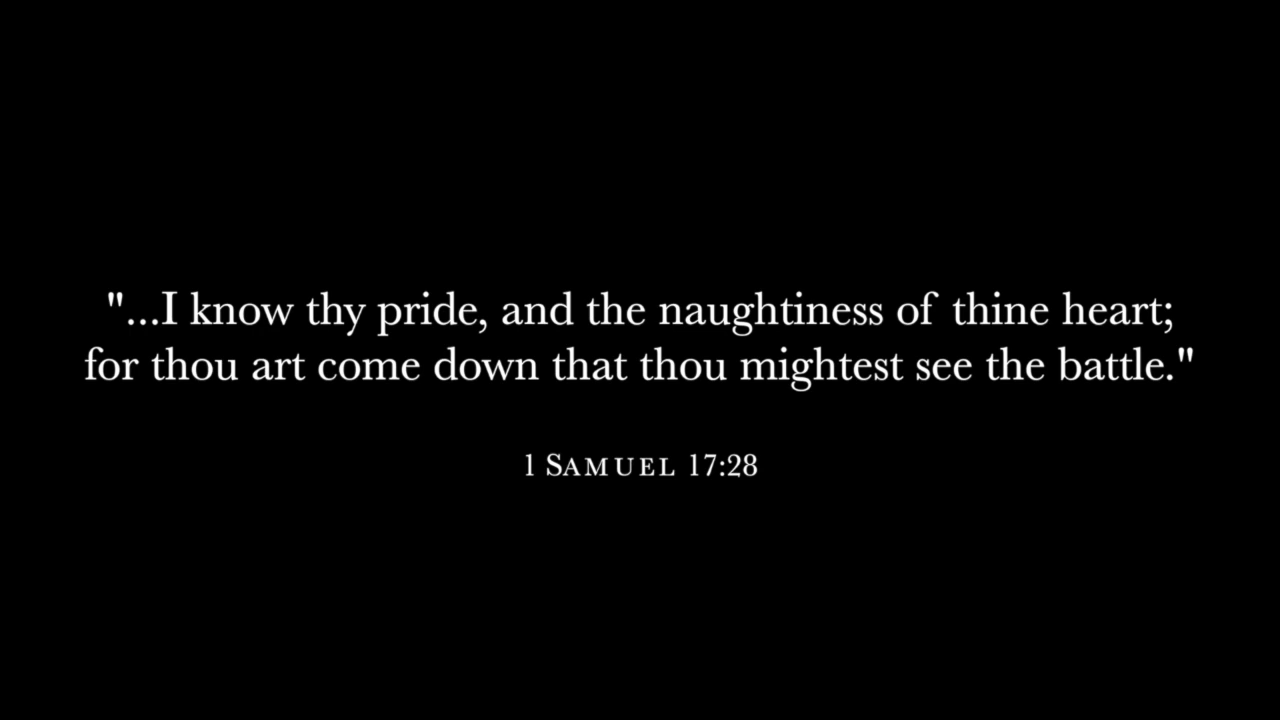 "...I know thy pride, and the naughtiness of thine heart;
for thou art come down that thou mightest see the battle."
1 SAMUEL 17:28